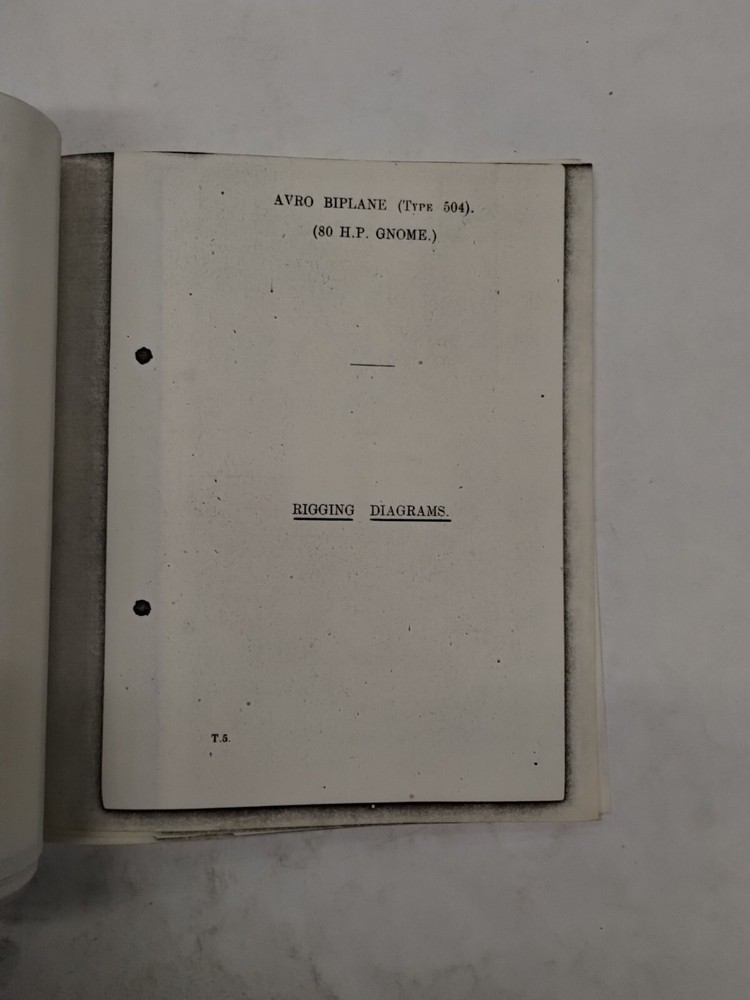 AVRO BIPLANE (TYPE 504).
(80 H.P. GNOME.)
RIGGING DIAGRAMS.
T.5.